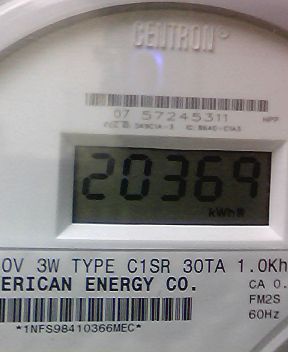 CENTRON®
07 57245311 HPP
20369
kWh
0V 3W TYPE C1SR 30TA 1.0Kh
ERICAN ENERGY CO. CA 0.
FM2S
60Hz
*1NFS98410366MEC*